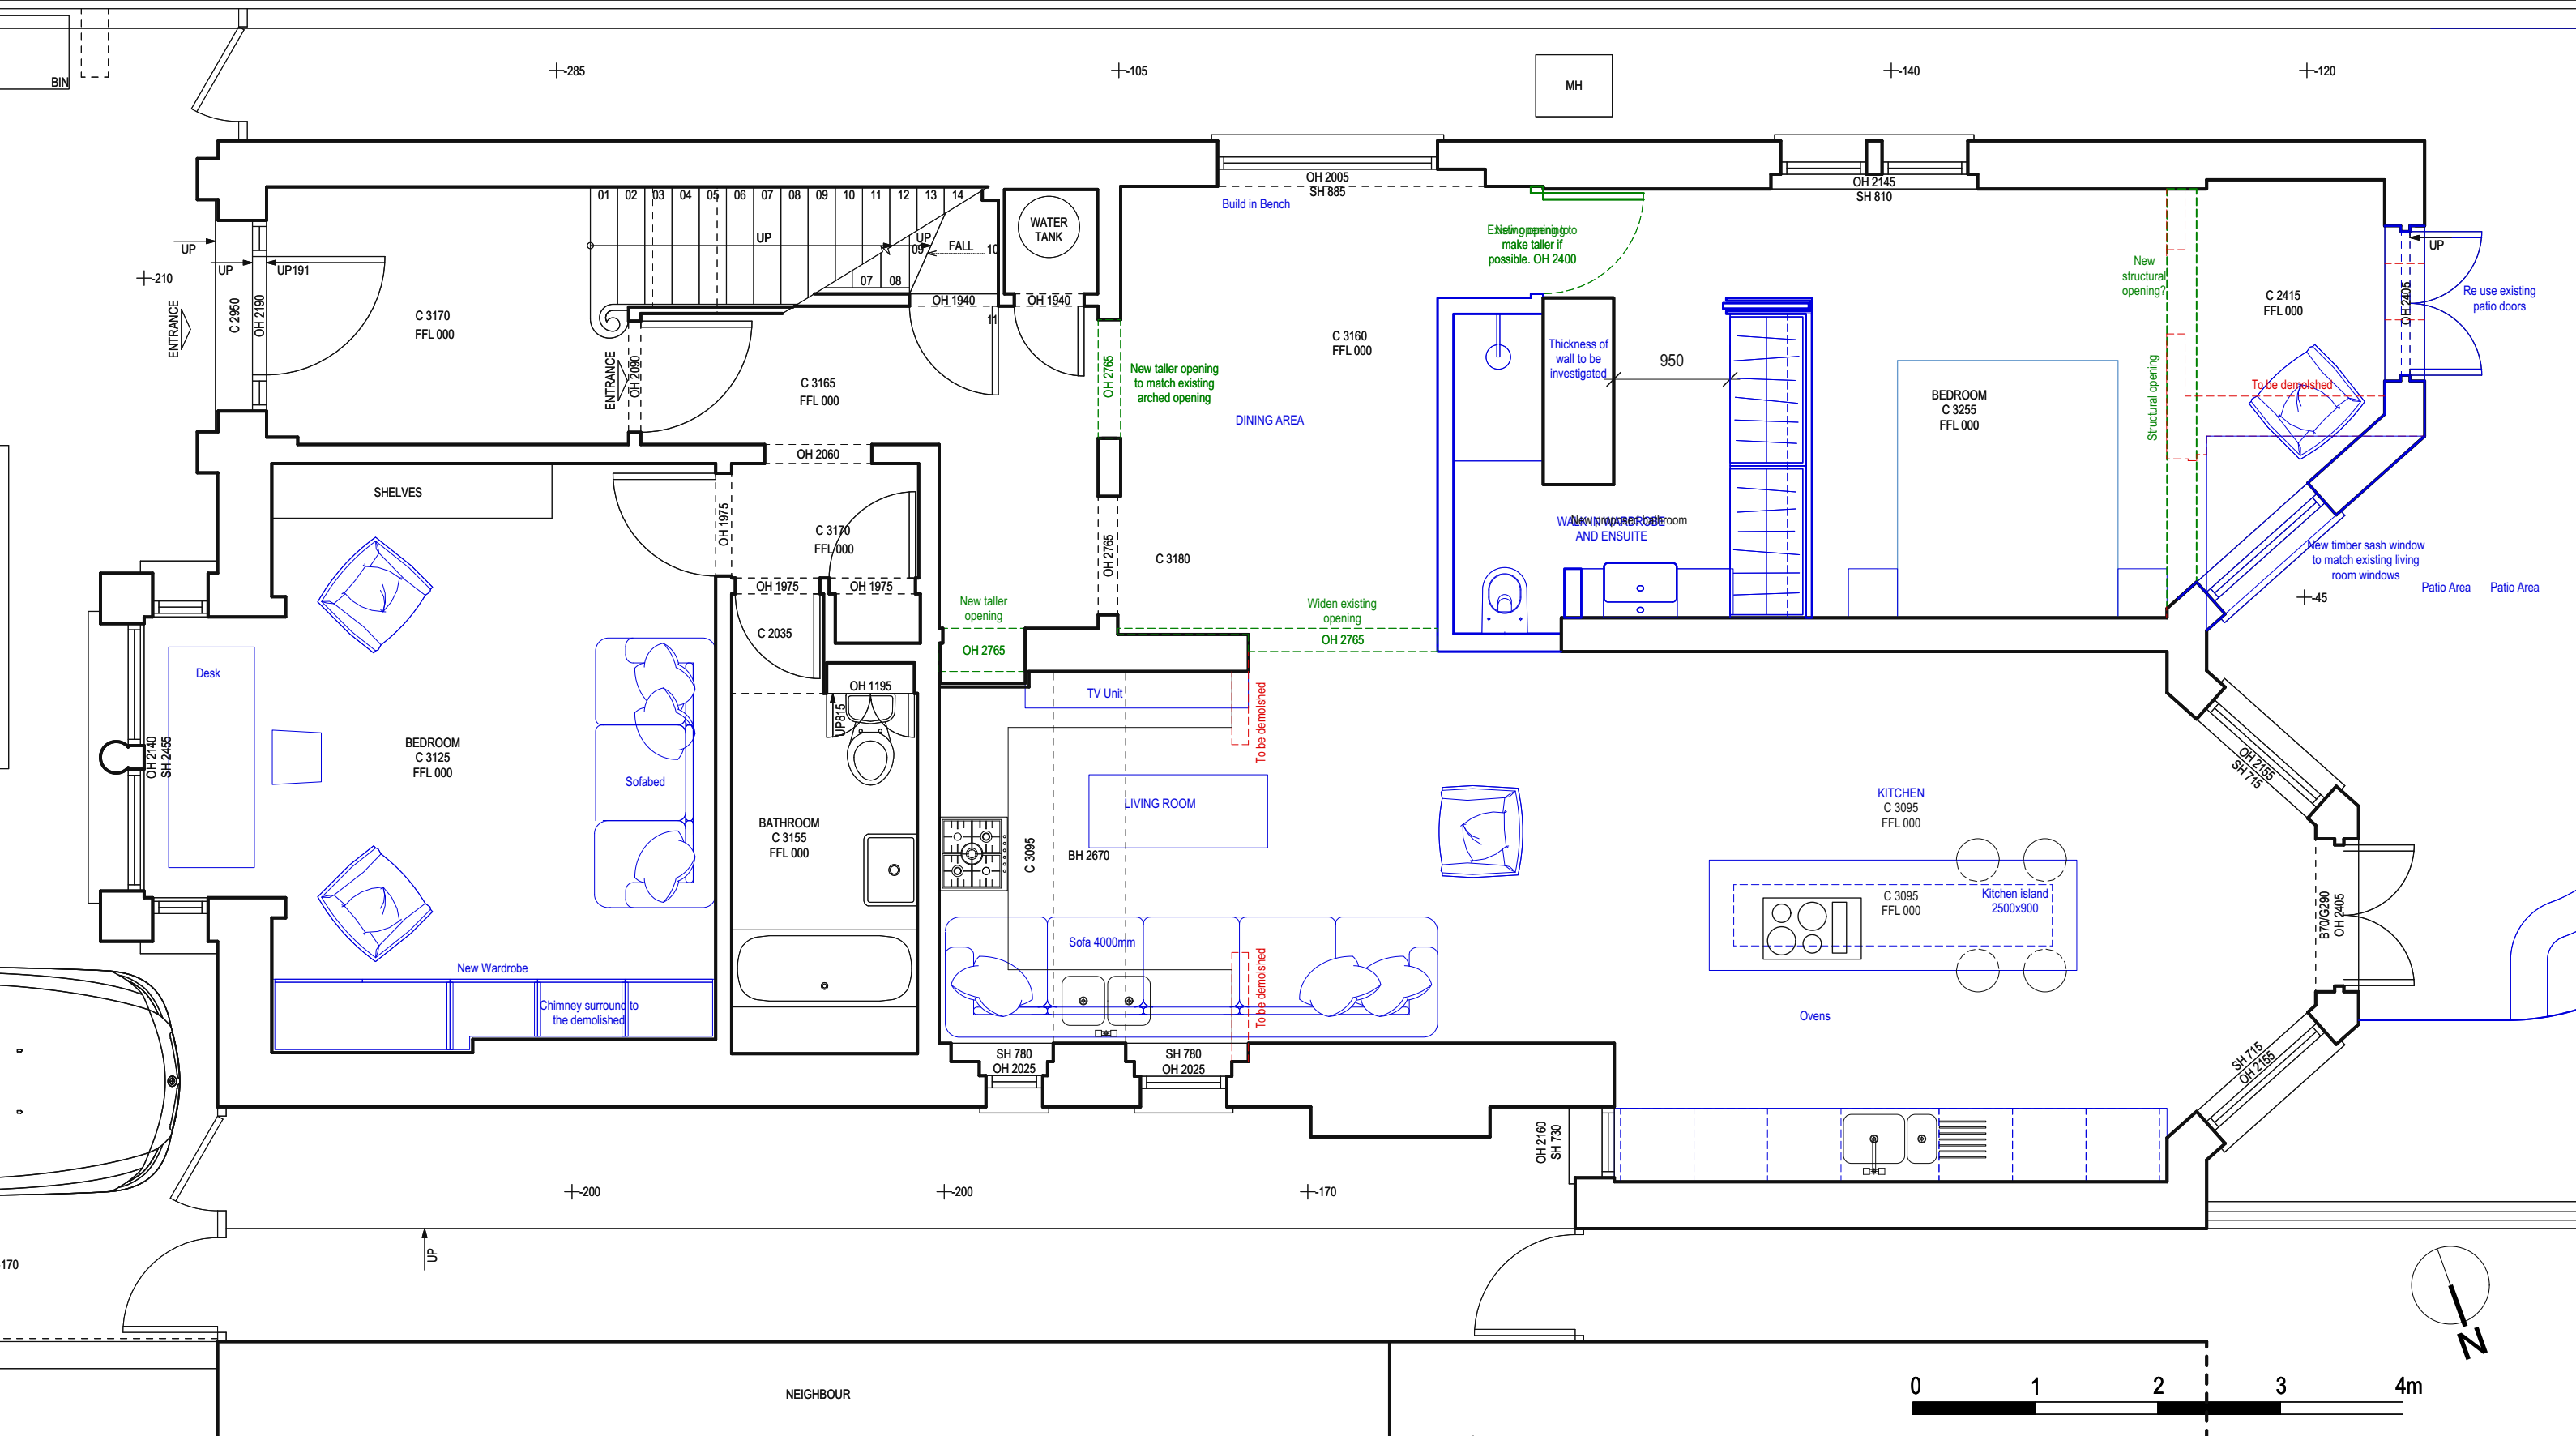 BIN
-285
-105
MH
-140
-120
01 02 03 04 05 06 07 08 09 10 11 12 13 14
WATER
TANK
OH 2005
SH 885
Build in Bench
OH 2145
SH 810
UP
UP
UP191
-210
ENTRANCE
C 2950
OH 2190
C 3170
FFL 000
UP
UP
FALL
09
10
07 08
11
OH 1940
OH 1940
make taller if
possible. OH 2400
New
structural
opening?
Structural opening
C 2415
FFL 000
UP
OH 2405
Re use existing
patio doors
ENTRANCE
OH 2090
C 3165
FFL 000
OH 2765
New taller opening
to match existing
arched opening
C 3160
FFL 000
DINING AREA
Thickness of
wall to be
investigated
950
BEDROOM
C 3255
FFL 000
To be demolshed
OH 2060
SHELVES
OH 1975
C 3170
FFL 000
OH 1975
OH 1975
C 2035
OH 2765
C 3180
AND ENSUITE
New timber sash window
to match existing living
room windows
Patio Area
Patio Area
-45
New taller
opening
OH 2765
Widen existing
opening
OH 2765
Desk
OH 2140
SH 2455
BEDROOM
C 3125
FFL 000
Sofabed
OH 1195
UP815
BATHROOM
C 3155
FFL 000
TV Unit
To be demolshed
LIVING ROOM
C 3095
BH 2670
Sofa 4000mm
To be demolshed
KITCHEN
C 3095
FFL 000
C 3095
FFL 000
Kitchen island
2500x900
Ovens
OH 2155
SH 715
B70/G290
OH 2405
SH 715
OH 2155
New Wardrobe
Chimney surround to
the demolished
SH 780
OH 2025
SH 780
OH 2025
OH 2160
SH 730
-200
-200
-170
UP
-170
NEIGHBOUR
N
0 1 2 3 4m